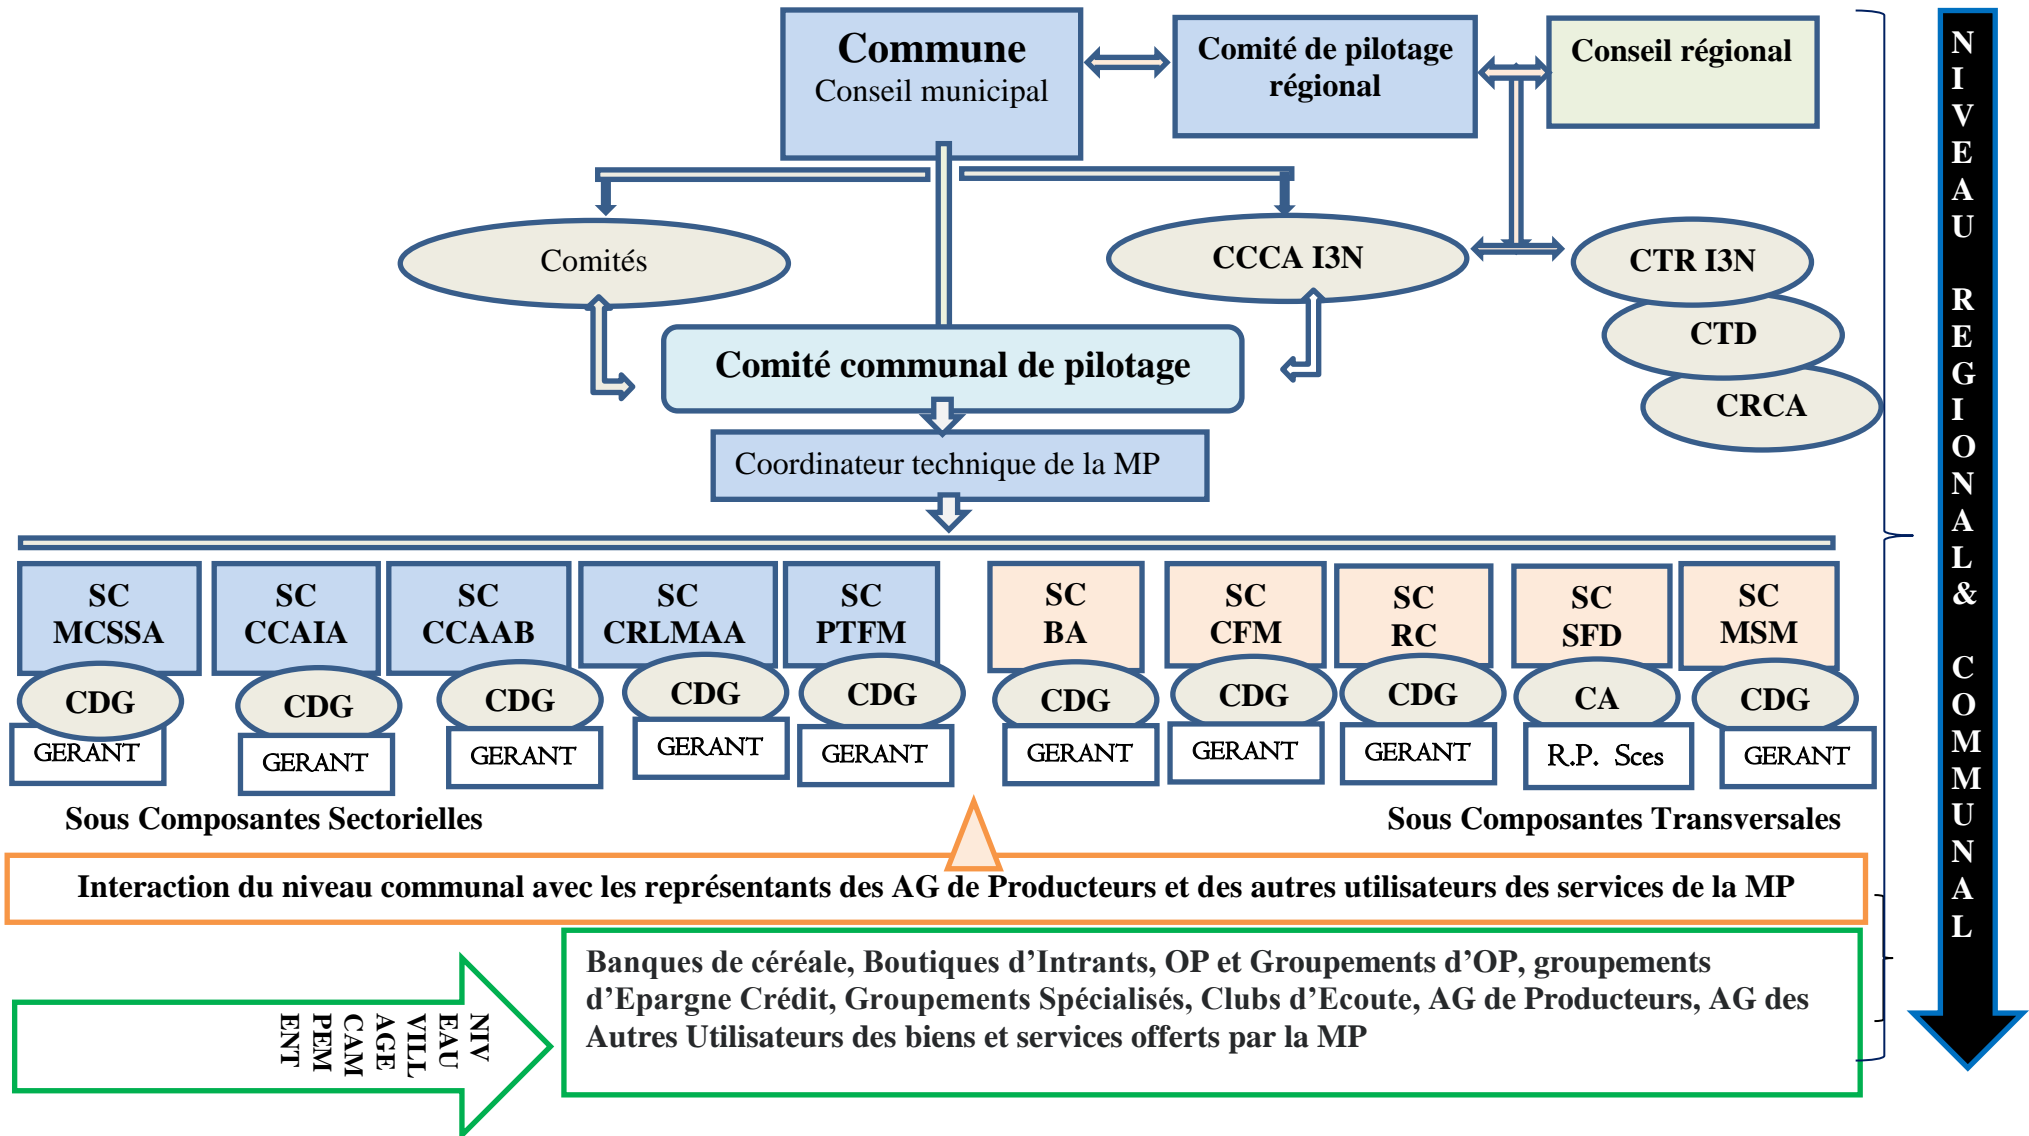 Commune
Conseil municipal
Comité de pilotage
régional
Conseil régional
Comités
CCCA I3N
CTR I3N
CTD
CRCA
Comité communal de pilotage
Coordinateur technique de la MP
SC
MCSSA
SC
CCAIA
SC
CCAAB
SC
CRLMAA
SC
PTFM
SC
BA
SC
CFM
SC
RC
SC
SFD
SC
MSM
CDG
CDG
CDG
CDG
CDG
CDG
CDG
CDG
CA
CDG
GERANT
GERANT
GERANT
GERANT
GERANT
GERANT
GERANT
GERANT
R.P. Sces
GERANT
Sous Composantes Sectorielles
Sous Composantes Transversales
Interaction du niveau communal avec les représentants des AG de Producteurs et des autres utilisateurs des services de la MP
Banques de céréale, Boutiques d’Intrants, OP et Groupements d’OP, groupements
d’Epargne Crédit, Groupements Spécialisés, Clubs d’Ecoute, AG de Producteurs, AG des
Autres Utilisateurs des biens et services offerts par la MP
NIV
EAU
VILL
AGE
CAM
PEM
ENT
NIVEAU REGIONAL& COMMUNAL